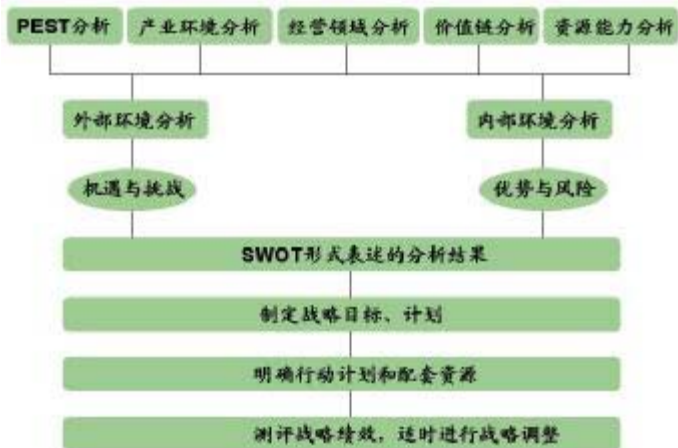 PEST分析
产业环境分析
经营领域分析
价值链分析
资源能力分析
外部环境分析
内部环境分析
机遇与挑战
优势与风险
SWOT形式表述的分析结果
制定战略目标、计划
明确行动计划和配套资源
测评战略绩效，适时进行战略调整